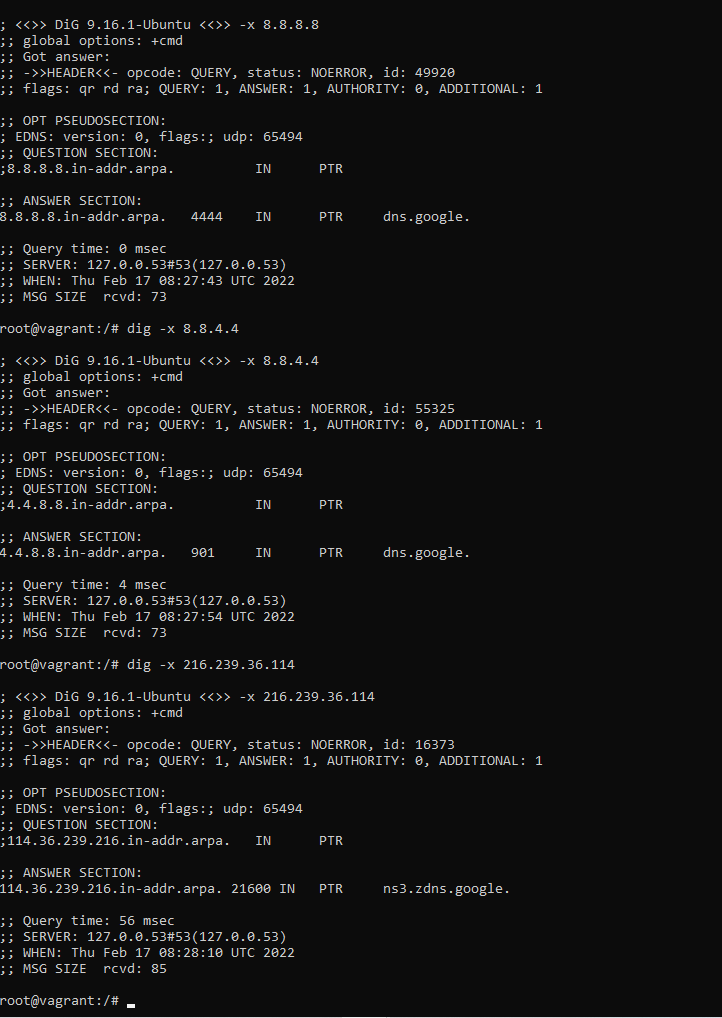 ; <<>> DiG 9.16.1-Ubuntu <<>> -x 8.8.8.8
;; global options: +cmd
;; Got answer:
;; ->>HEADER<<- opcode: QUERY, status: NOERROR, id: 49920
;; flags: qr rd ra; QUERY: 1, ANSWER: 1, AUTHORITY: 0, ADDITIONAL: 1

;; OPT PSEUDOSECTION:
; EDNS: version: 0, flags:; udp: 65494
;; QUESTION SECTION:
;8.8.8.8.in-addr.arpa.          IN      PTR

;; ANSWER SECTION:
8.8.8.8.in-addr.arpa.   4444    IN      PTR     dns.google.

;; Query time: 0 msec
;; SERVER: 127.0.0.53#53(127.0.0.53)
;; WHEN: Thu Feb 17 08:27:43 UTC 2022
;; MSG SIZE  rcvd: 73

root@vagrant:/# dig -x 8.8.4.4

; <<>> DiG 9.16.1-Ubuntu <<>> -x 8.8.4.4
;; global options: +cmd
;; Got answer:
;; ->>HEADER<<- opcode: QUERY, status: NOERROR, id: 55325
;; flags: qr rd ra; QUERY: 1, ANSWER: 1, AUTHORITY: 0, ADDITIONAL: 1

;; OPT PSEUDOSECTION:
; EDNS: version: 0, flags:; udp: 65494
;; QUESTION SECTION:
;4.4.8.8.in-addr.arpa.          IN      PTR

;; ANSWER SECTION:
4.4.8.8.in-addr.arpa.   901     IN      PTR     dns.google.

;; Query time: 4 msec
;; SERVER: 127.0.0.53#53(127.0.0.53)
;; WHEN: Thu Feb 17 08:27:54 UTC 2022
;; MSG SIZE  rcvd: 73

root@vagrant:/# dig -x 216.239.36.114

; <<>> DiG 9.16.1-Ubuntu <<>> -x 216.239.36.114
;; global options: +cmd
;; Got answer:
;; ->>HEADER<<- opcode: QUERY, status: NOERROR, id: 16373
;; flags: qr rd ra; QUERY: 1, ANSWER: 1, AUTHORITY: 0, ADDITIONAL: 1

;; OPT PSEUDOSECTION:
; EDNS: version: 0, flags:; udp: 65494
;; QUESTION SECTION:
;114.36.239.216.in-addr.arpa.   IN      PTR

;; ANSWER SECTION:
114.36.239.216.in-addr.arpa. 21600 IN   PTR     ns3.zdns.google.

;; Query time: 56 msec
;; SERVER: 127.0.0.53#53(127.0.0.53)
;; WHEN: Thu Feb 17 08:28:10 UTC 2022
;; MSG SIZE  rcvd: 85

root@vagrant:/#